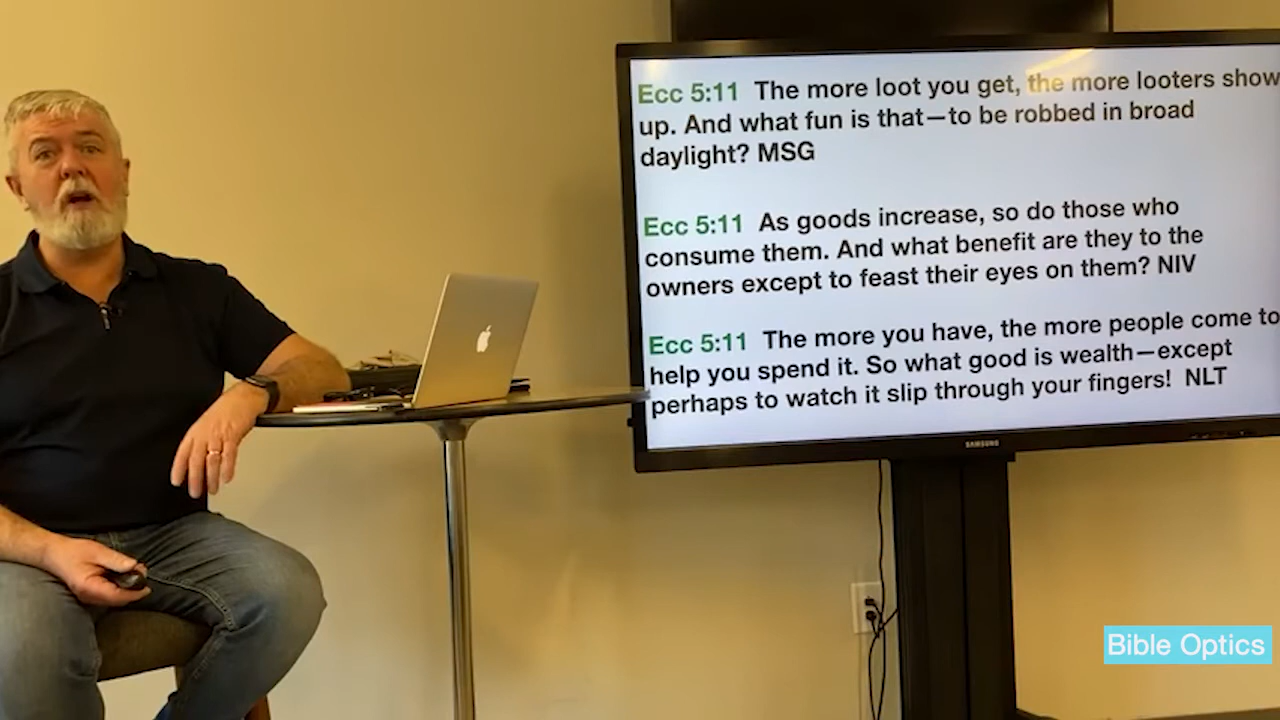 Ecc 5:11 The more loot you get, the more looters show
up. And what fun is that—to be robbed in broad
daylight? MSG
Ecc 5:11 As goods increase, so do those who
consume them. And what benefit are they to the
owners except to feast their eyes on them? NIV
Ecc 5:11 The more you have, the more people come to
help you spend it. So what good is wealth—except
perhaps to watch it slip through your fingers! NLT
SAMSUNG
Bible Optics